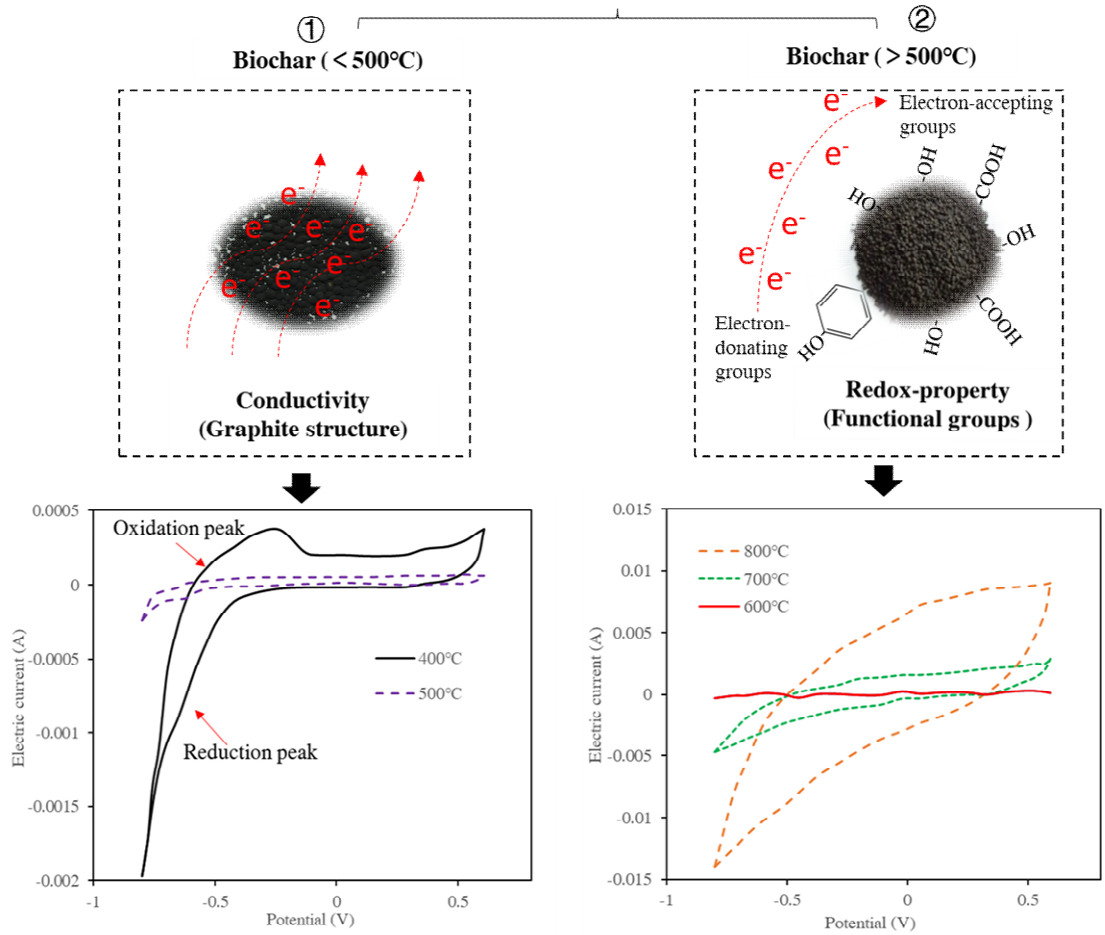 ①
Biochar (＜500℃)
②
Biochar (＞500℃)
e-
e-
e-
e-
e-
e-
e-
e-
Conductivity
(Graphite structure)
e-
e-
e-
e-
e-
e-
Electron-accepting
groups
-OH
-COOH
HO-
-OH
-COOH
HO-
HO
Electron-
donating
groups
Redox-property
(Functional groups )
0.0005
0
-0.0005
-0.001
-0.0015
-0.002
Electric current (A)
-1
-0.5
0
0.5
Potential (V)
Oxidation peak
Reduction peak
400℃
500℃
0.015
0.01
0.005
0
-0.005
-0.01
-0.015
Electric current (A)
-1
-0.5
0
0.5
Potential (V)
800℃
700℃
600℃